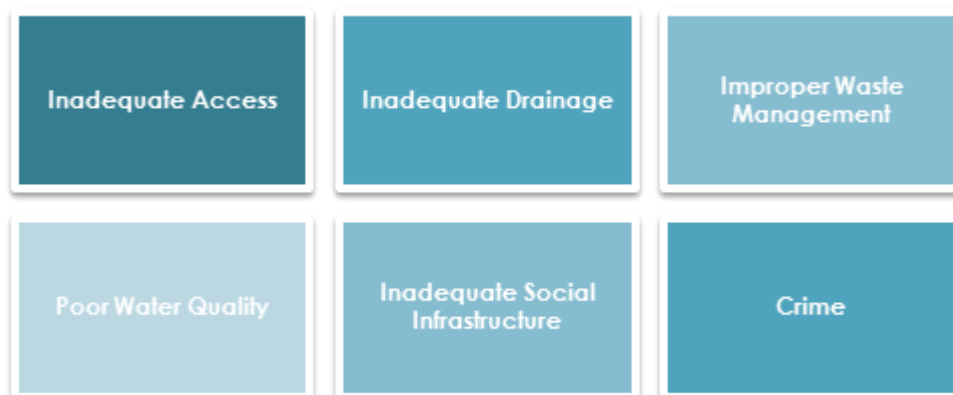 Inadequate Access
Inadequate Drainage
Improper Waste
Management
Poor Water Quality
Inadequate Social
Infrastructure
Crime